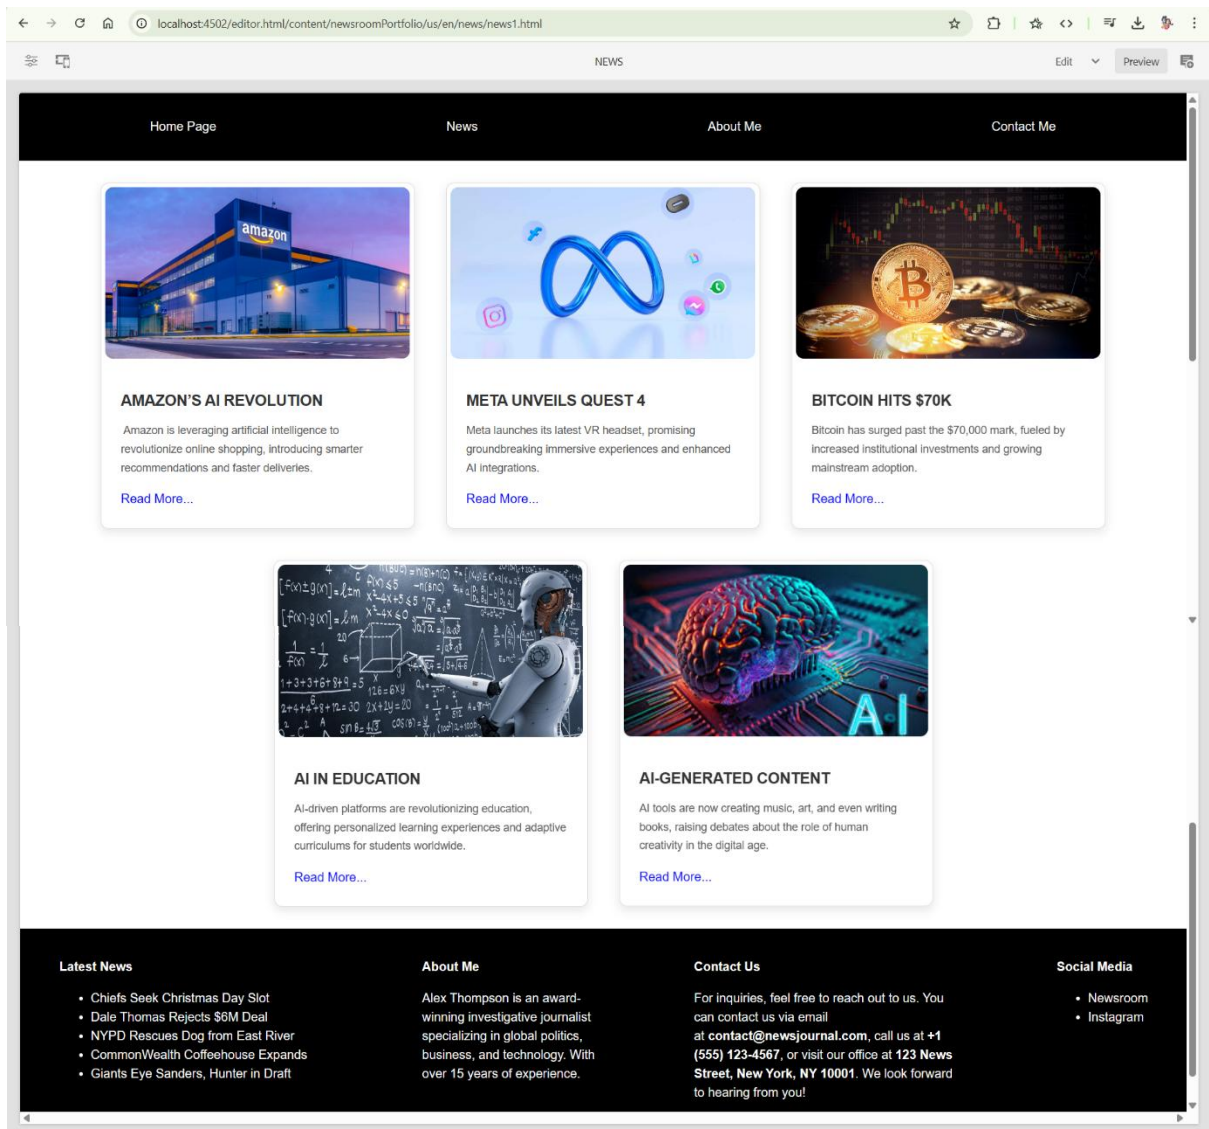 localhost:4502/editor.html/content/newsroomPortfolio/us/en/news/news1.html
NEWS
Edit
Preview
Home Page
News
About Me
Contact Me
amazon
AMAZON'S AI REVOLUTION
Amazon is leveraging artificial intelligence to
revolutionize online shopping, introducing smarter
recommendations and faster deliveries.
Read More...
META UNVEILS QUEST 4
Meta launches its latest VR headset, promising
groundbreaking immersive experiences and enhanced
AI integrations.
Read More...
BITCOIN HITS $70K
Bitcoin has surged past the $70,000 mark, fueled by
increased institutional investments and growing
mainstream adoption.
Read More...
AI IN EDUCATION
AI-driven platforms are revolutionizing education,
offering personalized learning experiences and adaptive
curriculums for students worldwide.
Read More...
AI
AI-GENERATED CONTENT
AI tools are now creating music, art, and even writing
books, raising debates about the role of human
creativity in the digital age.
Read More...
Latest News
• Chiefs Seek Christmas Day Slot
• Dale Thomas Rejects $6M Deal
• NYPD Rescues Dog from East River
• CommonWealth Coffeehouse Expands
• Giants Eye Sanders, Hunter in Draft
About Me
Alex Thompson is an award-
winning investigative journalist
specializing in global politics,
business, and technology. With
over 15 years of experience.
Contact Us
For inquiries, feel free to reach out to us. You
can contact us via email
at contact@newsjournal.com, call us at +1
(555) 123-4567, or visit our office at 123 News
Street, New York, NY 10001. We look forward
to hearing from you!
Social Media
• Newsroom
• Instagram